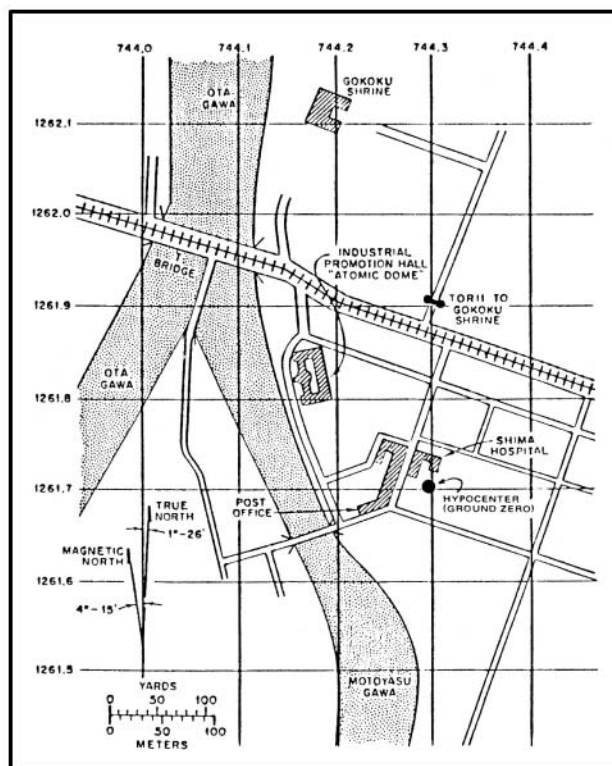 744.0 744.1 744.2 744.3 744.4
OTA
GAWA
GOKOKU
SHRINE
1262.1
1262.0
T.
BRIDGE
INDUSTRIAL
PROMOTION HALL
"ATOMIC DOME"
1261.9
TORII TO
GOKOKU
SHRINE
OTA
GAWA
1261.8
SHIMA
HOSPITAL
1261.7
POST
OFFICE
HYPOCENTER
(GROUND ZERO)
TRUE
NORTH
1°-26'
MAGNETIC
NORTH
1261.6
4°-15'
1261.5
MOTOYASU
GAWA
YARDS
100 0 100
100 0 100
METERS